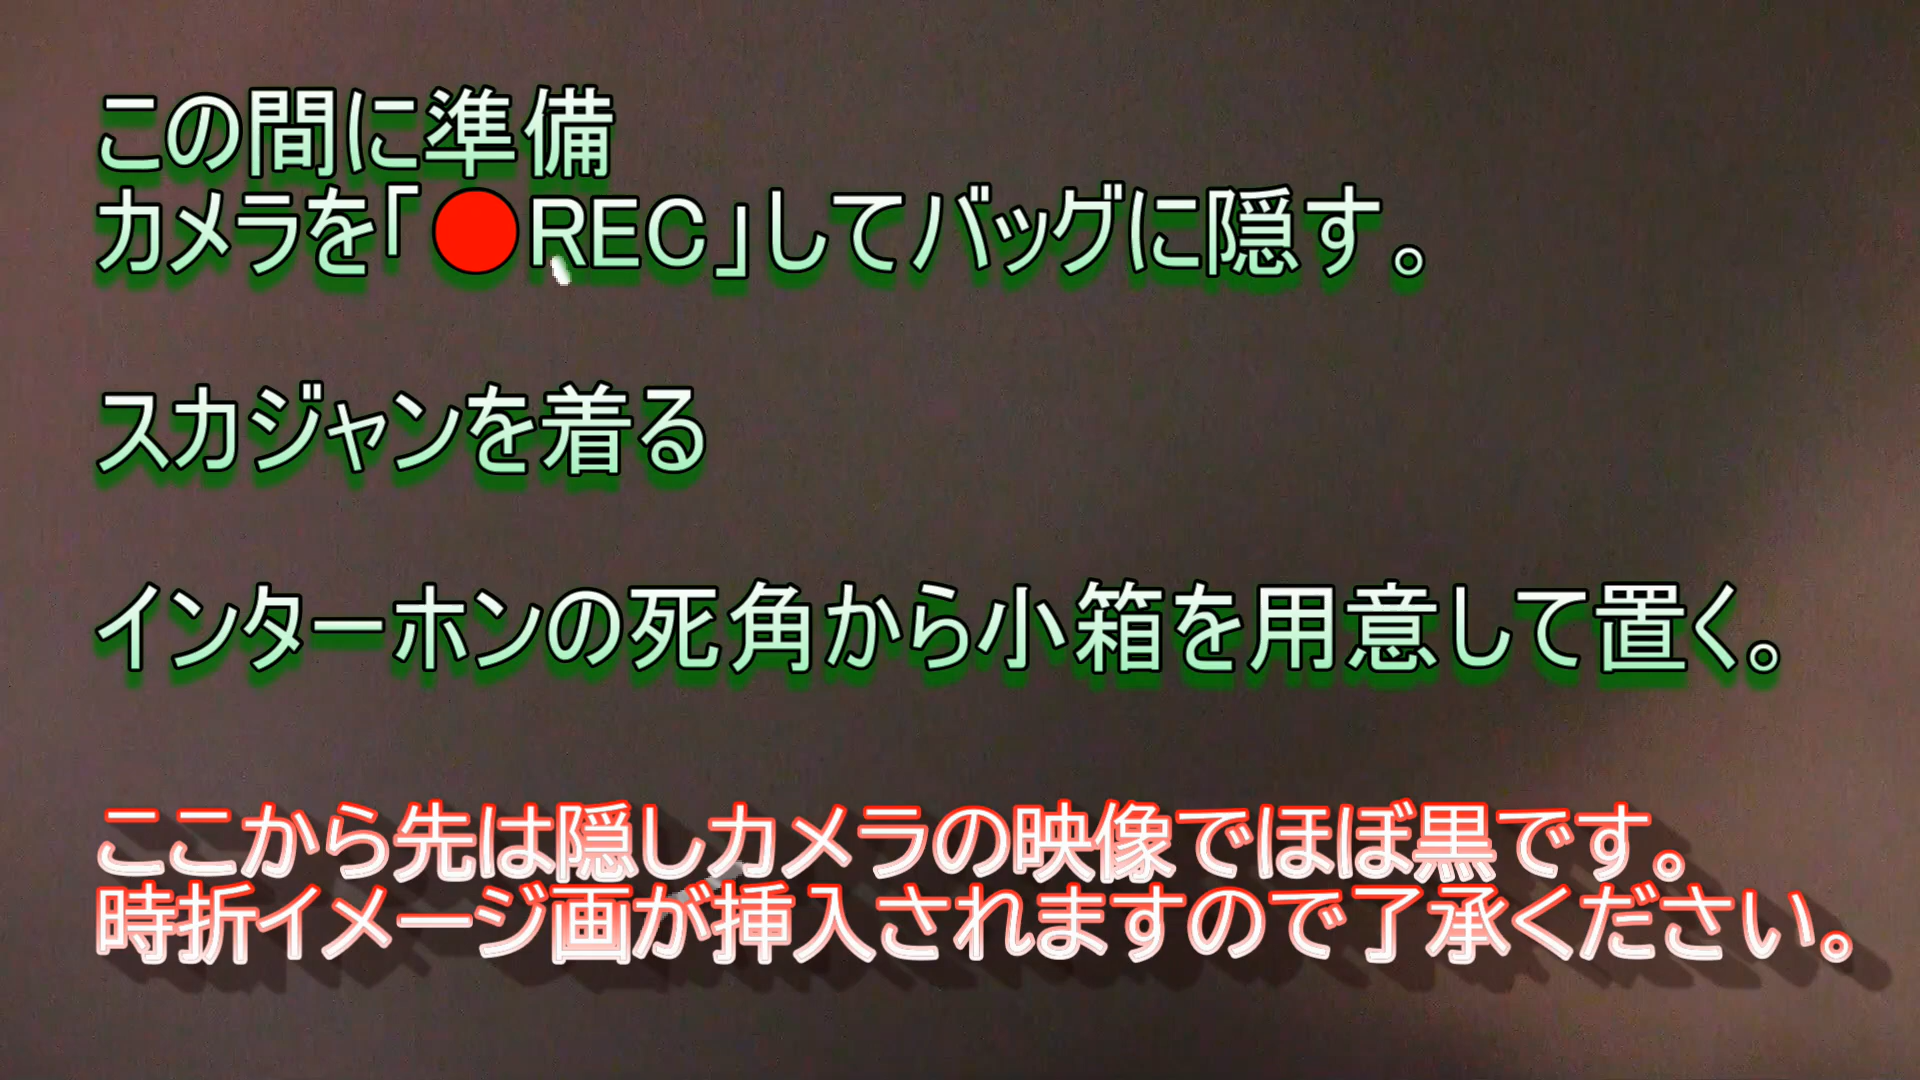 この間に準備
カメラを「●REC」してバッグに隠す。
スカジャンを着る
インターホンの死角から小箱を用意して置く。
ここから先は隠しカメラの映像でほぼ黒です。
時折イメージ画が挿入されますので了承ください。